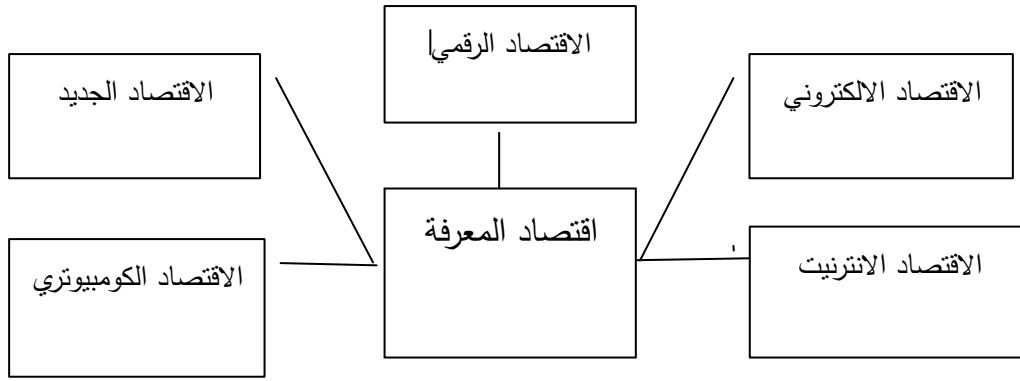 الاقتصاد الرقمي
الاقتصاد الالكتروني
الاقتصاد الجديد
اقتصاد المعرفة
الاقتصاد الانترنيت
الاقتصاد الكومبيوتري